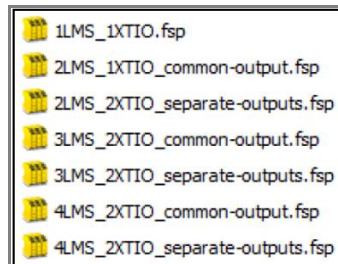 1LMS_1XTIO.fsp
2LMS_1XTIO_common-output.fsp
2LMS_2XTIO_separate-outputs.fsp
3LMS_2XTIO_common-output.fsp
3LMS_2XTIO_separate-outputs.fsp
4LMS_2XTIO_common-output.fsp
4LMS_2XTIO_separate-outputs.fsp